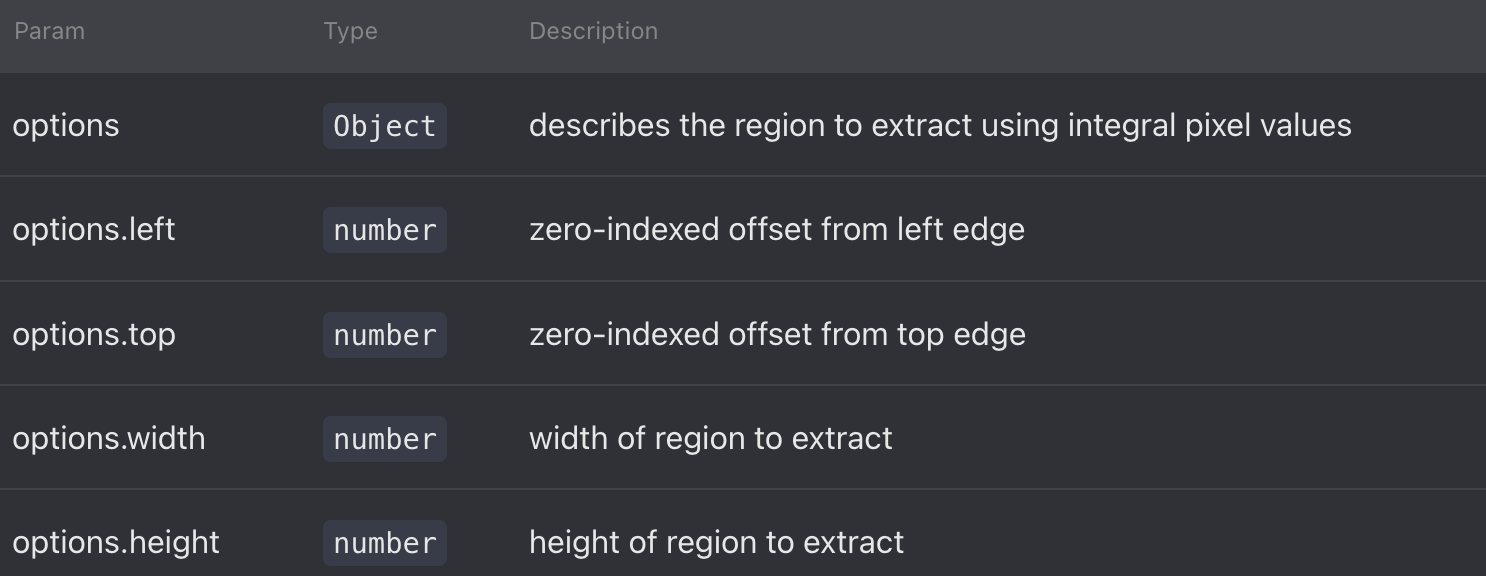 Param Type Description
options Object describes the region to extract using integral pixel values
options.left number zero-indexed offset from left edge
options.top number zero-indexed offset from top edge
options.width number width of region to extract
options.height number height of region to extract